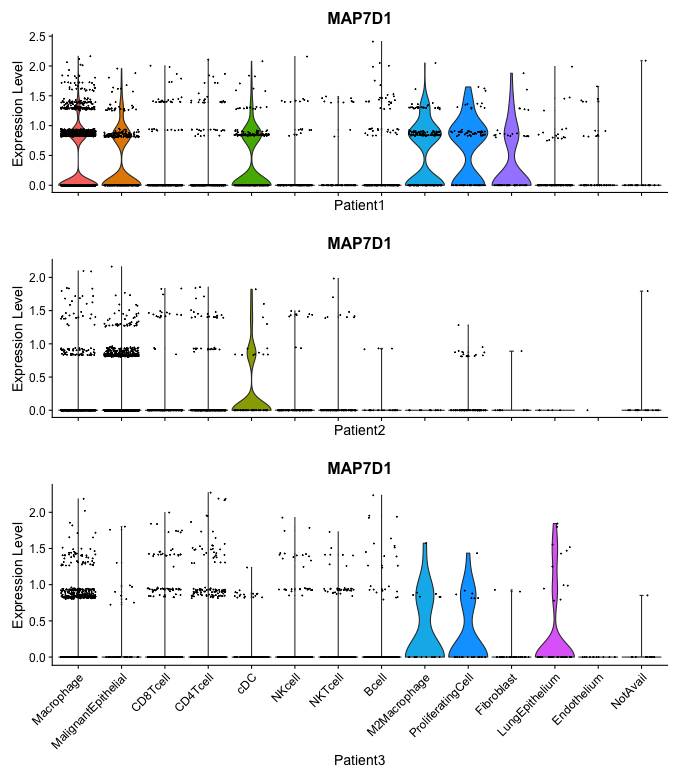 MAP7D1
Expression Level
2.5
2.0
1.5
1.0
0.5
0.0
Patient1
MAP7D1
Expression Level
2.0
1.5
1.0
0.5
0.0
Patient2
MAP7D1
Expression Level
2.0
1.5
1.0
0.5
0.0
Macrophage
MalignantEpithelial
CD8Tcell
CD4Tcell
cDC
NKcell
NKTcell
Bcell
M2Macrophage
ProliferatingCell
Fibroblast
LungEpithelium
Endothelium
NotAvail
Patient3